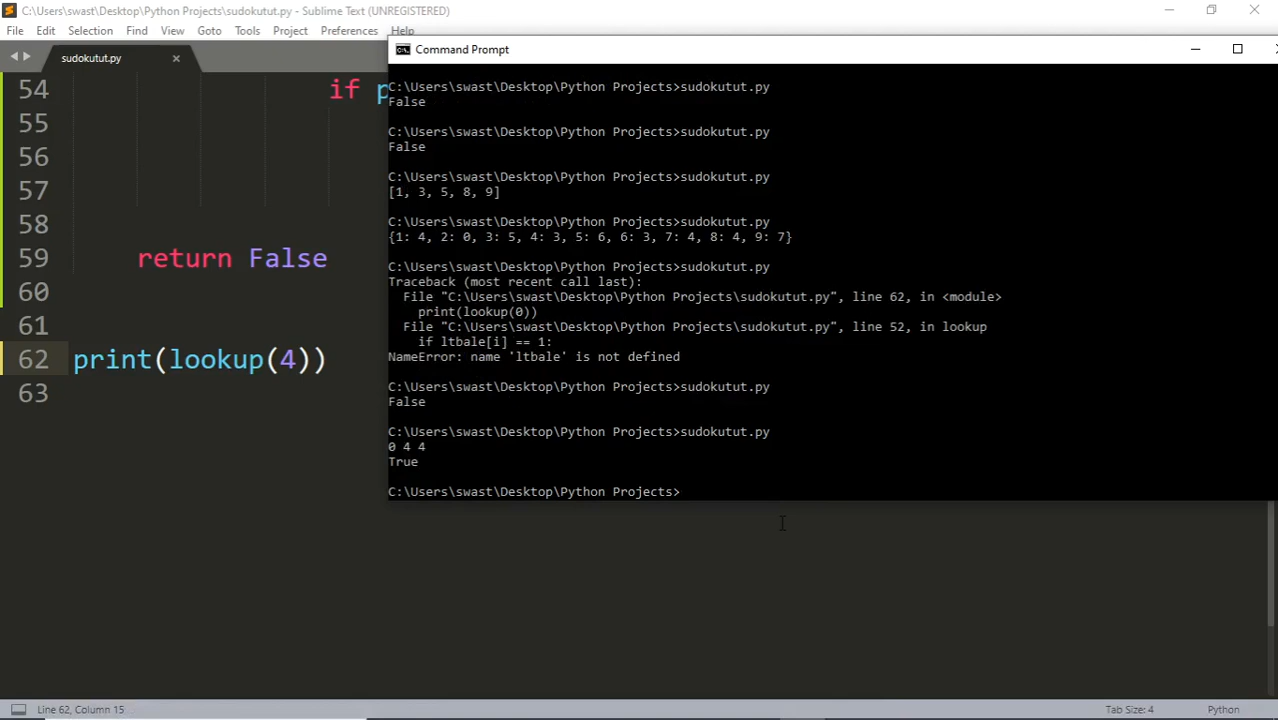 C:\Users\swast\Desktop\Python Projects\sudokutut.py - Sublime Text (UNREGISTERED)
File Edit Selection Find View Goto Tools Project Preferences Help
sudokutut.py
54 if p
55
56
57
58
59 return False
60
61
62 print(lookup(4))
63
Command Prompt
C:\Users\swast\Desktop\Python Projects>sudokutut.py
False
C:\Users\swast\Desktop\Python Projects>sudokutut.py
False
C:\Users\swast\Desktop\Python Projects>sudokutut.py
[1, 3, 5, 8, 9]
C:\Users\swast\Desktop\Python Projects>sudokutut.py
{1: 4, 2: 0, 3: 5, 4: 3, 5: 6, 6: 3, 7: 4, 8: 4, 9: 7}
C:\Users\swast\Desktop\Python Projects>sudokutut.py
Traceback (most recent call last):
File "C:\Users\swast\Desktop\Python Projects\sudokutut.py", line 62, in <module>
print(lookup(0))
File "C:\Users\swast\Desktop\Python Projects\sudokutut.py", line 52, in lookup
if ltbale[i] == 1:
NameError: name 'ltbale' is not defined
C:\Users\swast\Desktop\Python Projects>sudokutut.py
False
C:\Users\swast\Desktop\Python Projects>sudokutut.py
0 4 4
True
C:\Users\swast\Desktop\Python Projects>
Line 62, Column 15
Tab Size: 4
Python